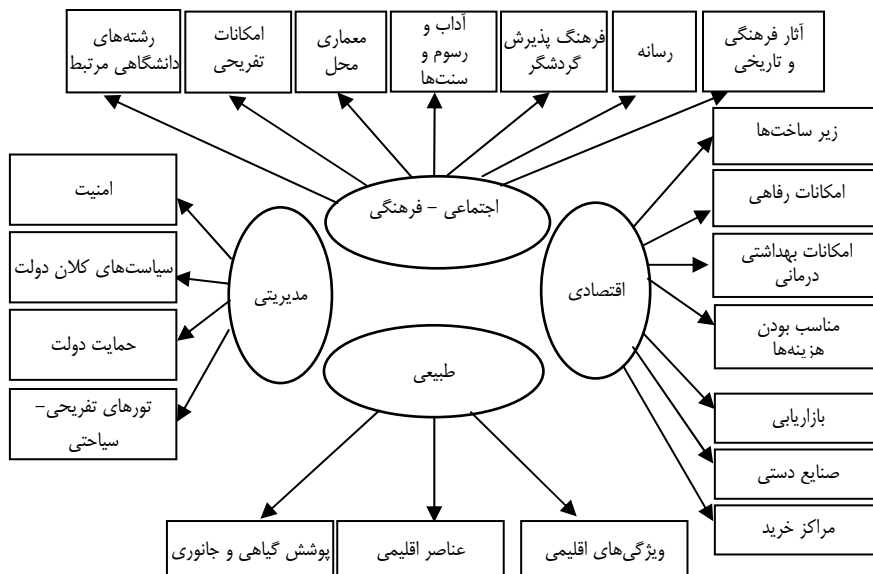 آثار فرهنگی
و تاریخی
رسانه
فرهنگ پذیرش
گردشگر
آداب و
رسوم و
سنت‌ها
معماری
محل
امکانات
تفریحی
رشته‌های
دانشگاهی مرتبط
اجتماعی – فرهنگی
زیر ساخت‌ها
امکانات رفاهی
امکانات بهداشتی
درمانی
مناسب بودن
هزینه‌ها
بازاریابی
صنایع دستی
مراکز خرید
اقتصادی
مدیریتی
امنیت
سیاست‌های کلان دولت
حمایت دولت
تورهای تفریحی–
سیاحتی
طبیعی
ویژگی‌های اقلیمی
عناصر اقلیمی
پوشش گیاهی و جانوری